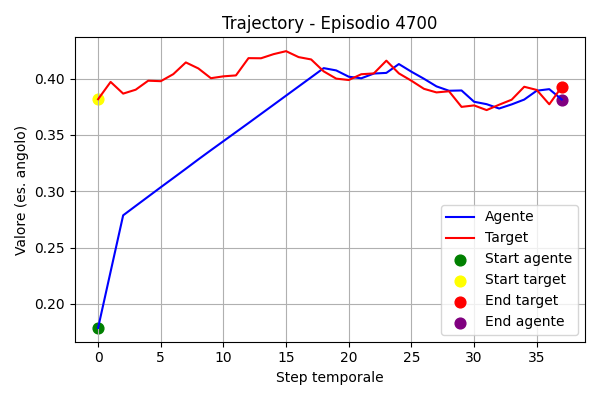 Trajectory - Episodio 4700
Valore (es. angolo)
0.40
0.35
0.30
0.25
0.20
0
5
10
15
20
25
30
35
Step temporale
Agente
Target
Start agente
Start target
End target
End agente